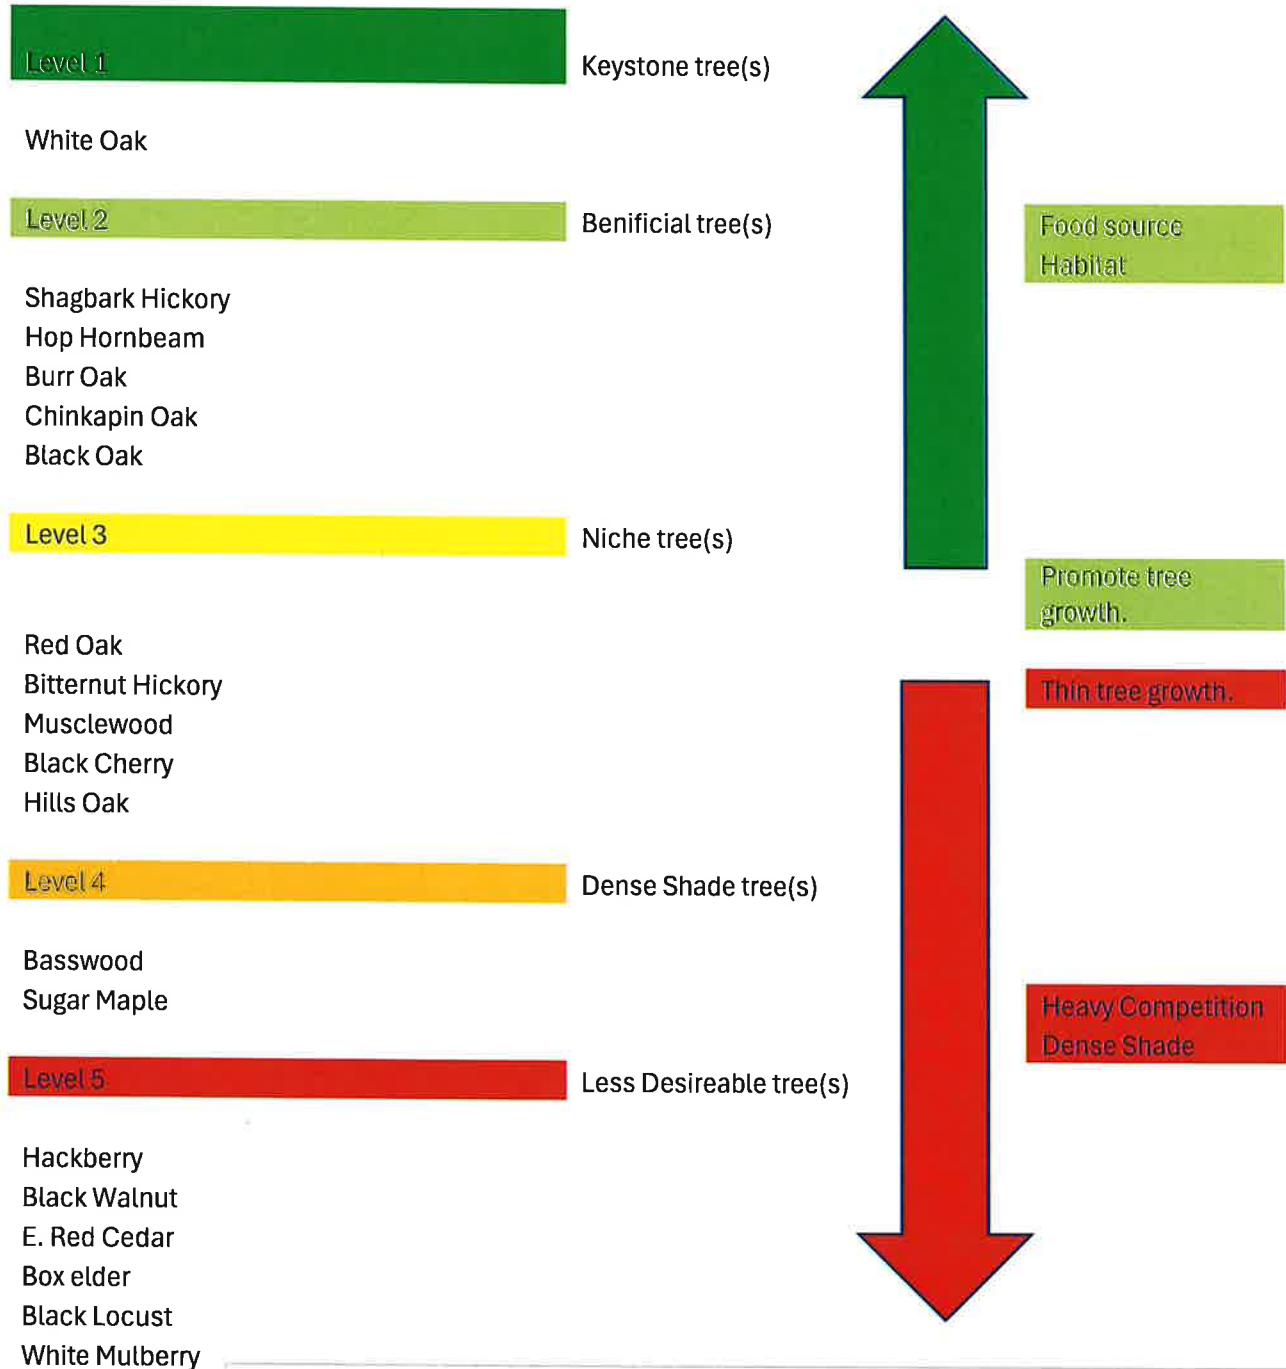 Level 1
Keystone tree(s)
White Oak
Level 2
Benificial tree(s)
Food source
Habitat
Shagbark Hickory
Hop Hornbeam
Burr Oak
Chinkapin Oak
Black Oak
Level 3
Niche tree(s)
Promote tree
growth.
Red Oak
Bitternut Hickory
Thin tree growth.
Musclewood
Black Cherry
Hills Oak
Level 4
Dense Shade tree(s)
Basswood
Sugar Maple
Heavy Competition
Dense Shade
Level 5
Less Desireable tree(s)
Hackberry
Black Walnut
E. Red Cedar
Box elder
Black Locust
White Mulberry